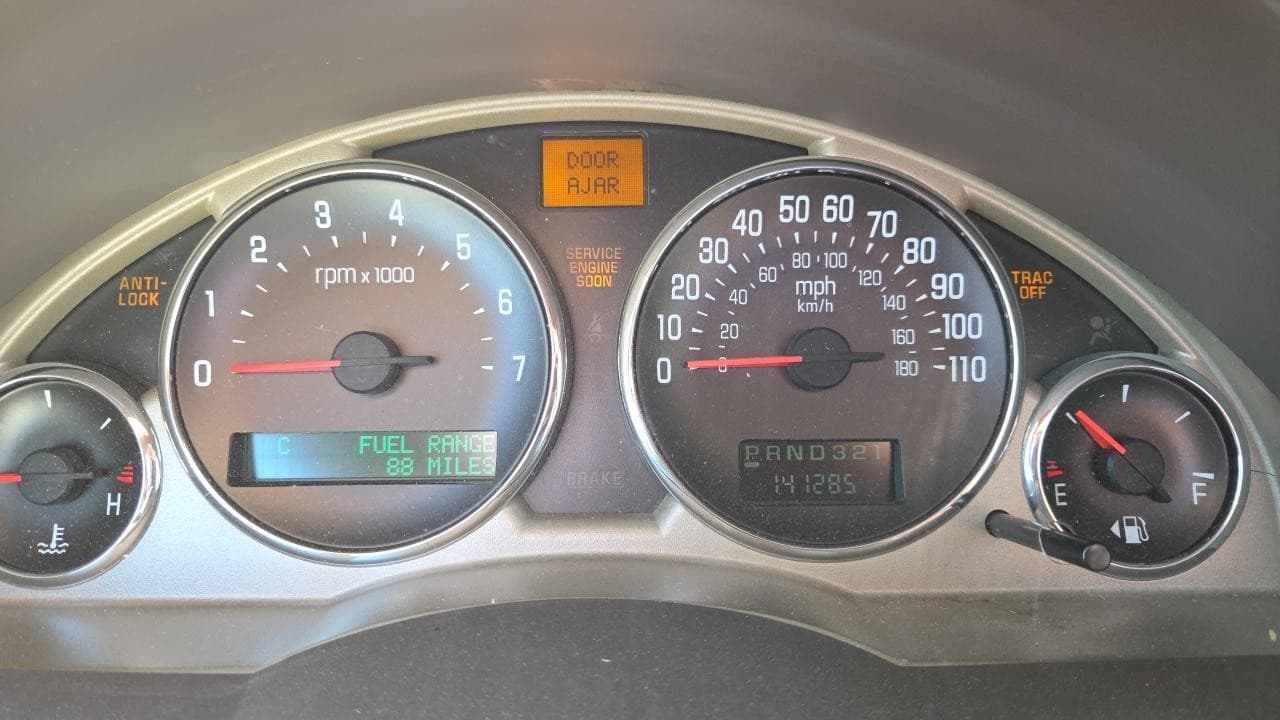 DOOR
AJAR
SERVICE
ENGINE
SOON
ANTI-
LOCK
TRAC
OFF
0 1 2 3 4 5 6 7
rpm x 1000
C FUEL RANGE
88 MILES
BRAKE
0 10 20 30 40 50 60 70 80 90 100 110
20 40 60 80 100 120 140 160 180
mph
km/h
PRND321
141285
H
E F